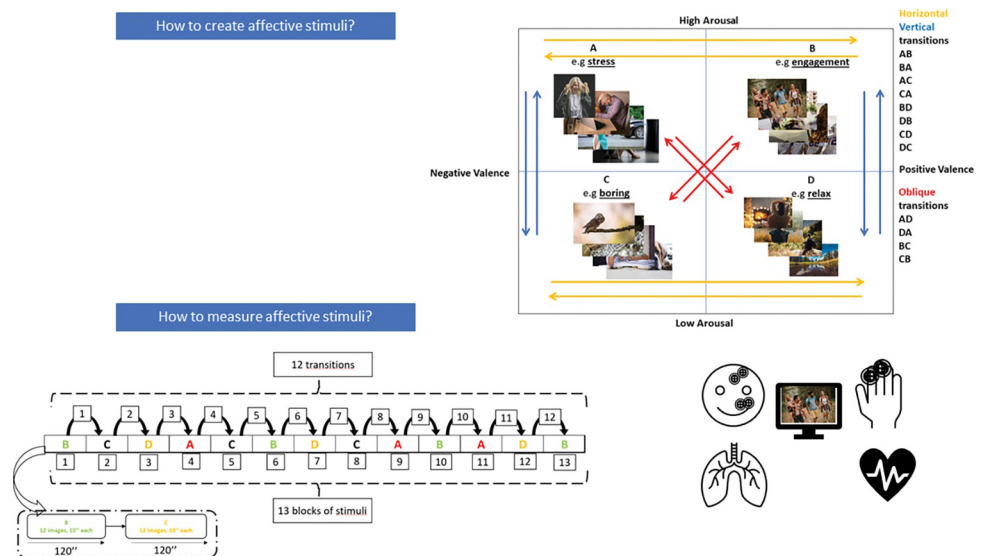 How to create affective stimuli?
High Arousal
A
e.g stress
B
e.g engagement
Negative Valence
Positive Valence
C
e.g boring
D
e.g relax
Low Arousal
Horizontal
Vertical
transitions
AB
BA
AC
CA
BD
DB
CD
DC
Oblique
transitions
AD
DA
BC
CB
How to measure affective stimuli?
12 transitions
1 2 3 4 5 6 7 8 9 10 11 12
B C D A C B D C A B A D B
1 2 3 4 5 6 7 8 9 10 11 12 13
13 blocks of stimuli
B
12 images, 10'' each
C
12 images, 10'' each
120’’
120’’